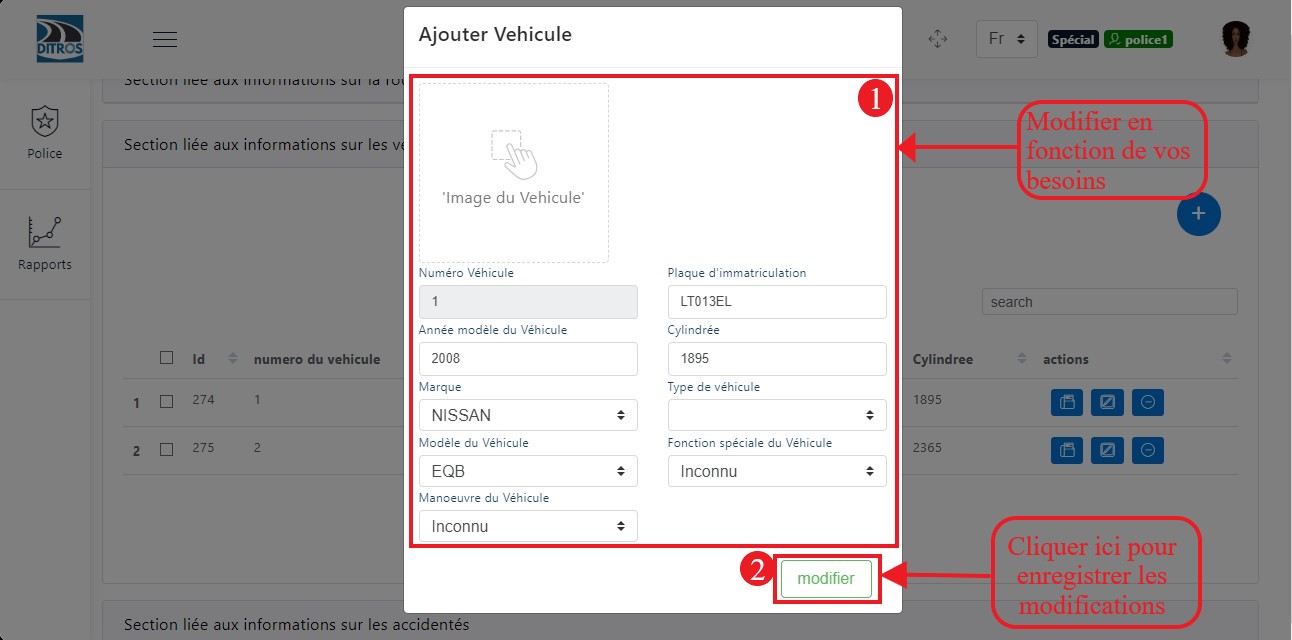 DITROS
Fr
Spécial
police1
Section liée aux informations sur la rou
Police
Rapports
Section liée aux informations sur les vé
search
Id
numero du vehicule
Cylindree
actions
1
274
1
1895
2
275
2
2365
Section liée aux informations sur les accidentés
Ajouter Vehicule
1
'Image du Vehicule'
Numéro Véhicule
Plaque d'immatriculation
1
LT013EL
Année modèle du Véhicule
Cylindrée
2008
1895
Marque
Type de véhicule
NISSAN
Modèle du Véhicule
Fonction spéciale du Véhicule
EQB
Inconnu
Manoeuvre du Véhicule
Inconnu
2
modifier
Modifier en
fonction de vos
besoins
Cliquer ici pour
enregistrer les
modifications